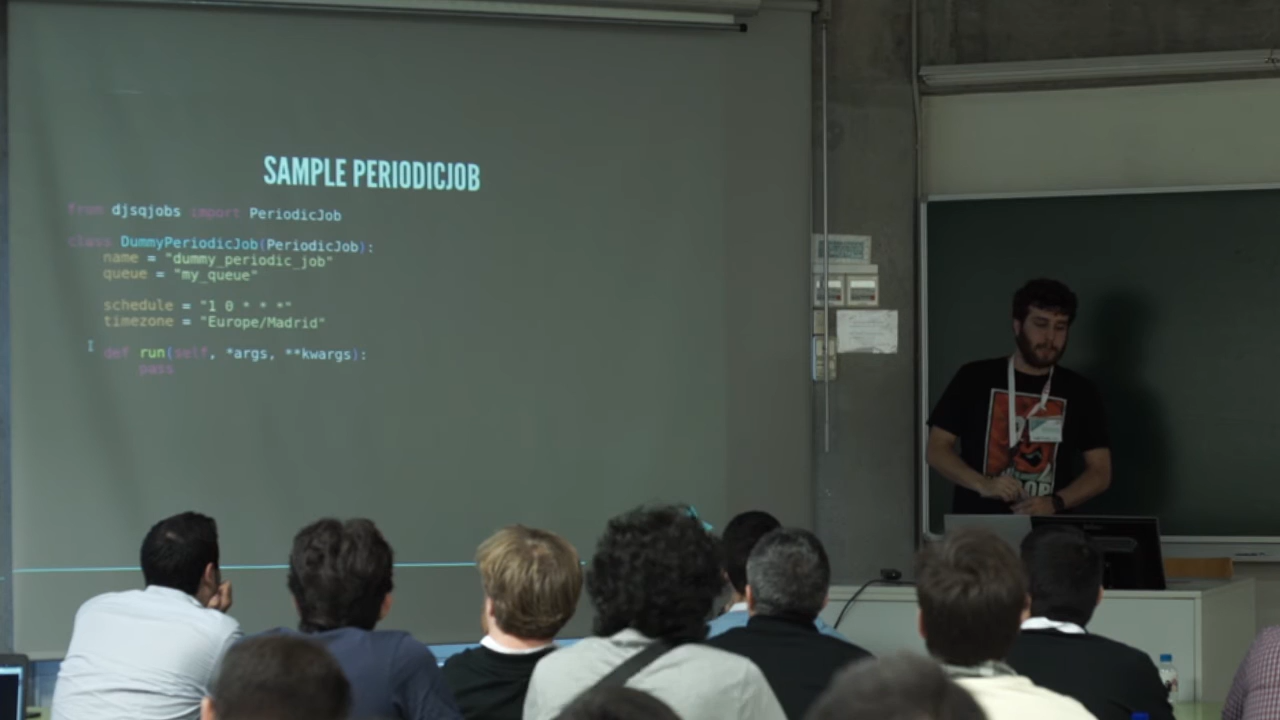 SAMPLE PERIODICJOB
from djsqjobs import PeriodicJob
class DummyPeriodicJob(PeriodicJob):
name = "dummy_periodic_job"
queue = "my_queue"
schedule = "1 0 * * *"
timezone = "Europe/Madrid"
def run(self, *args, **kwargs):
pass